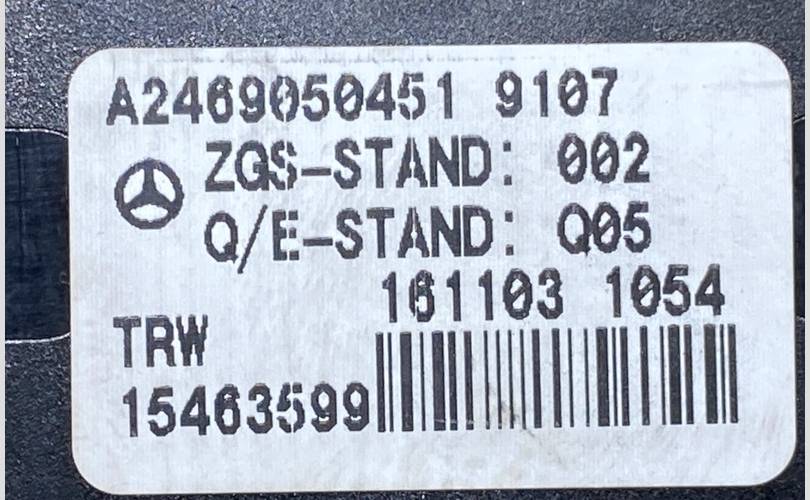 A2469050451 9107
ZGS-STAND: 002
Q/E-STAND: Q05
161103 1054
TRW
15463599